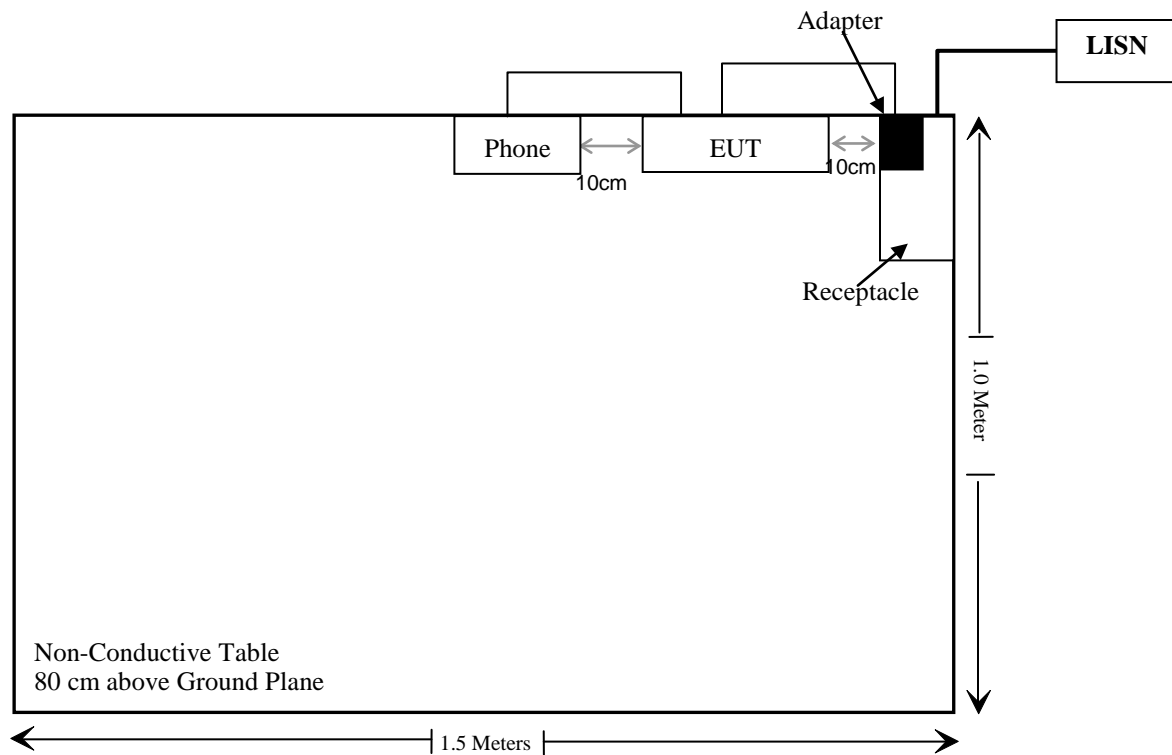 Adapter
LISN
Phone
EUT
10cm
10cm
Receptacle
1.0 Meter
Non-Conductive Table
80 cm above Ground Plane
1.5 Meters